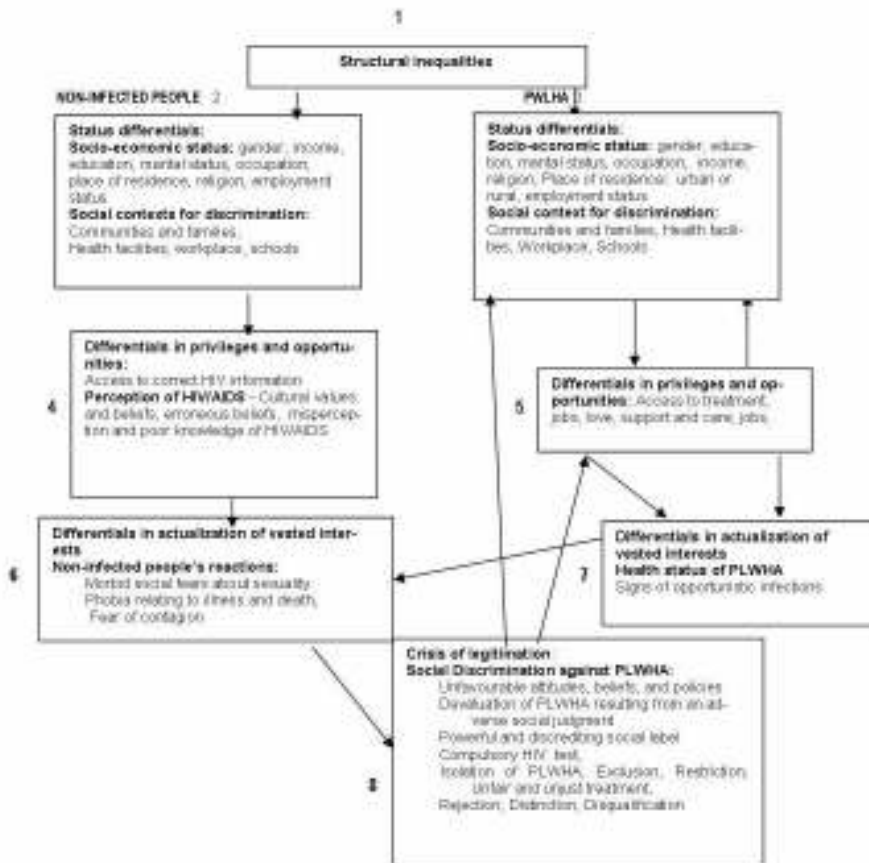 1
Structural inequalities
NON-INFECTED PEOPLE 2
PWLHA 3
Status differentials:
Socio-economic status: gender, income,
education, marital status, occupation,
place of residence, religion, employment
status
Social contexts for discrimination:
Communities and families,
Health facilities, workplace, schools
Status differentials:
Socio-economic status: gender, educa-
tion, marital status, occupation, income,
religion, Place of residence: urban or
rural, employment status
Social context for discrimination:
Communities and families, Health facili-
ties, Workplace, Schools
4
Differentials in privileges and opportu-
nities:
Access to correct HIV information
Perception of HIV/AIDS – Cultural values
and beliefs, erroneous beliefs, mispercep-
tion and poor knowledge of HIV/AIDS
5
Differentials in privileges and op-
portunities: Access to treatment,
jobs, love, support and care, jobs,
6
Differentials in actualization of vested inter-
ests
Non-infected people's reactions:
Morbid social fears about sexuality
Phobia relating to illness and death,
Fear of contagion
7
Differentials in actualization of
vested interests
Health status of PLWHA
Signs of opportunistic infections
8
Crisis of legitimation
Social Discrimination against PLWHA:
Unfavourable attitudes, beliefs, and policies
Devaluation of PLWHA resulting from an ad-
verse social judgment
Powerful and discrediting social label
Compulsory HIV test,
Isolation of PLWHA, Exclusion, Restriction,
Unfair and unjust treatment,
Rejection, Distinction, Disqualification